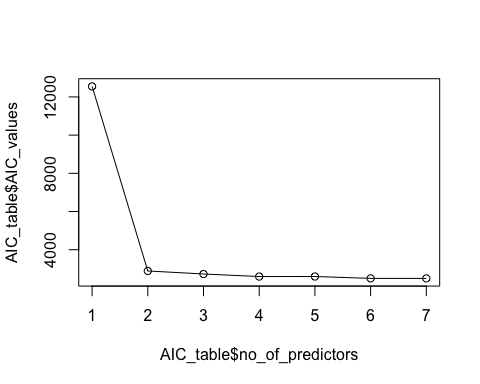 AIC_table$AIC_values
12000
8000
4000
1 2 3 4 5 6 7
AIC_table$no_of_predictors